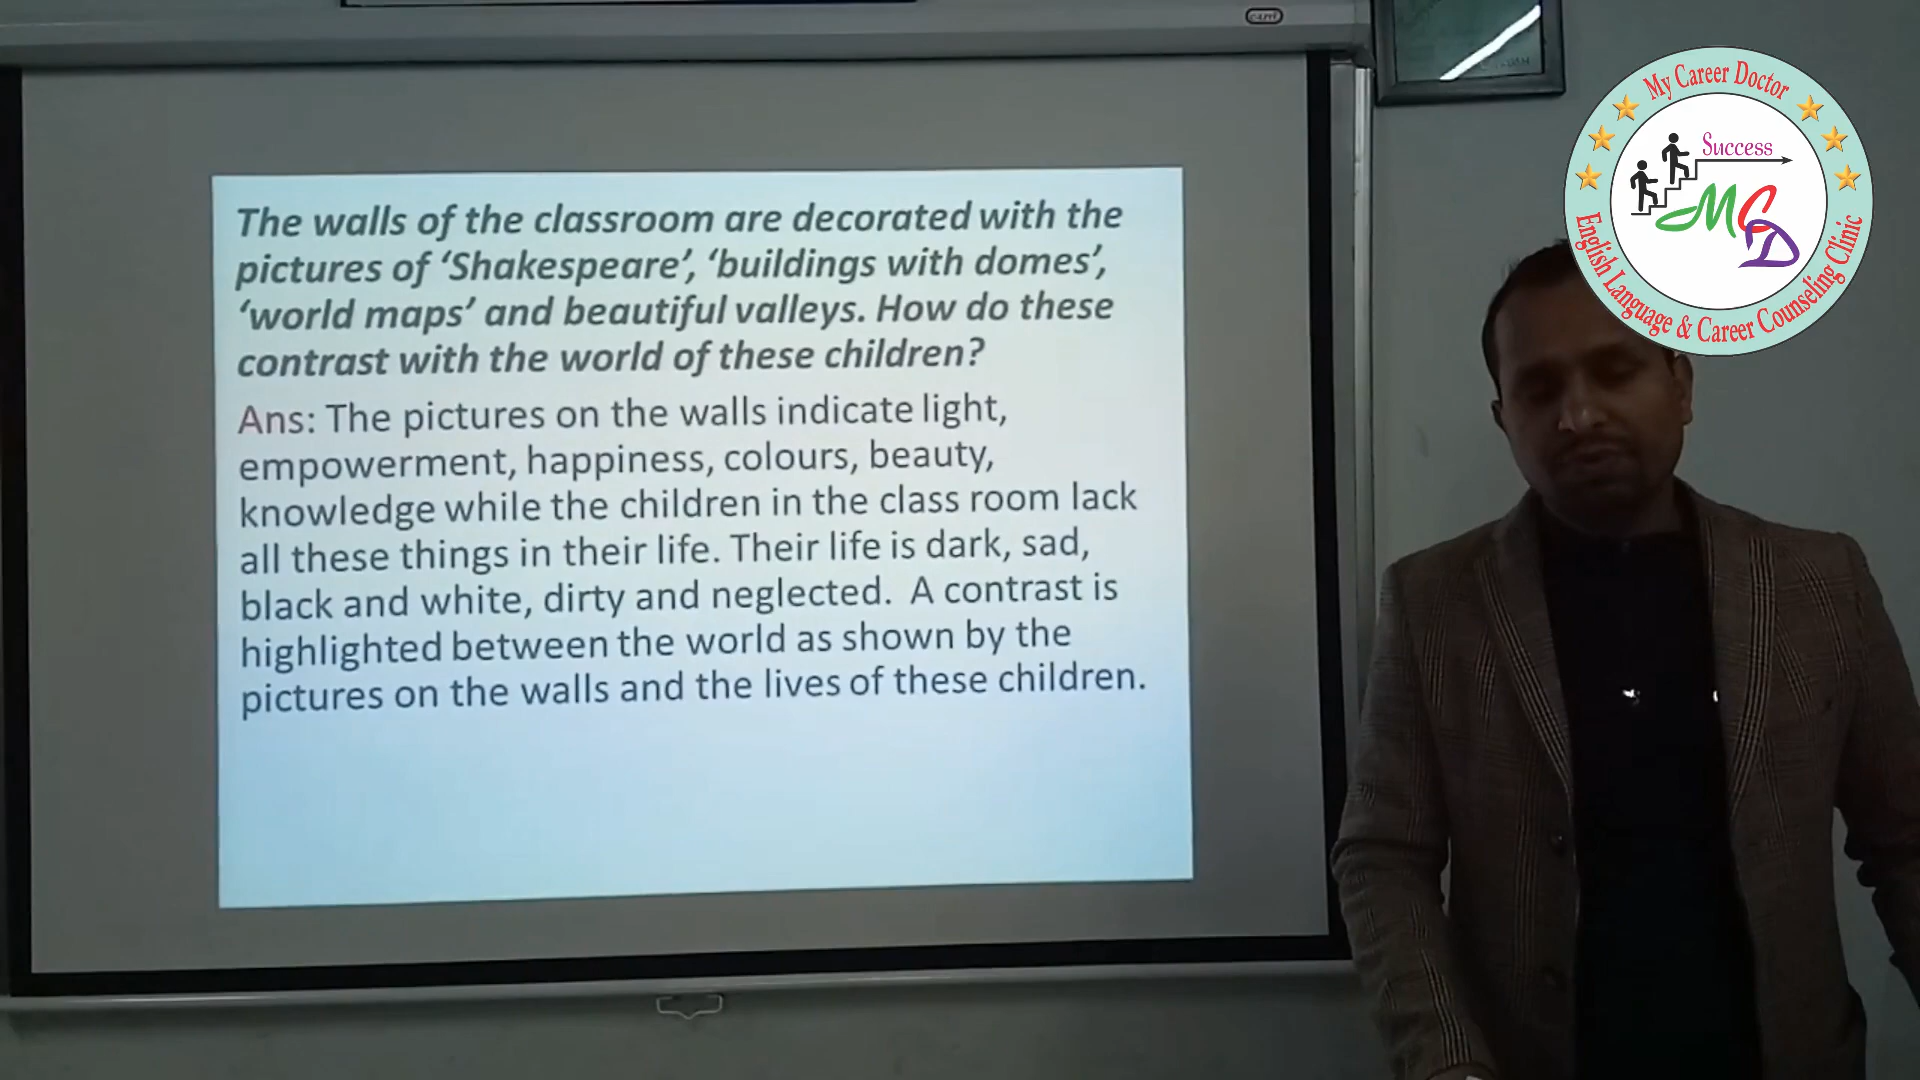 The walls of the classroom are decorated with the
pictures of ‘Shakespeare’, ‘buildings with domes’,
‘world maps’ and beautiful valleys. How do these
contrast with the world of these children?
Ans: The pictures on the walls indicate light,
empowerment, happiness, colours, beauty,
knowledge while the children in the class room lack
all these things in their life. Their life is dark, sad,
black and white, dirty and neglected. A contrast is
highlighted between the world as shown by the
pictures on the walls and the lives of these children.
My Career Doctor
Success
MCD
English Language & Career Counseling Clinic